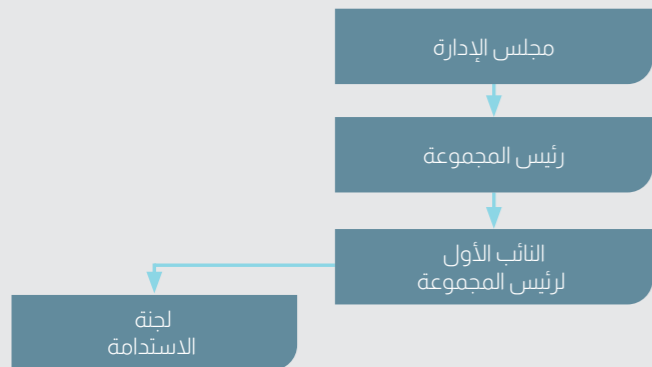 مجلس الإدارة
رئيس المجموعة
النائب الأول
لرئيس المجموعة
لجنة
الاستدامة